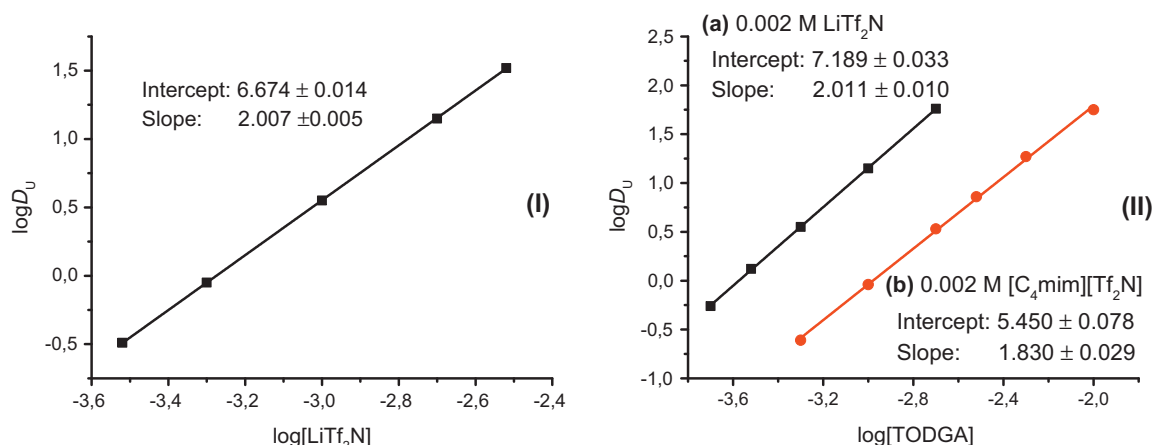 1,5
1,0
0,5
0,0
-0,5
logD_U
Intercept: 6.674 ± 0.014
Slope: 2.007 ±0.005
(I)
-3,6 -3,4 -3,2 -3,0 -2,8 -2,6 -2,4
log[LiTf₂N]
(a) 0.002 M LiTf₂N
2,5
2,0
1,5
1,0
0,5
0,0
-0,5
-1,0
logD_U
Intercept: 7.189 ± 0.033
Slope: 2.011 ± 0.010
(II)
(b) 0.002 M [C₄mim][Tf₂N]
Intercept: 5.450 ± 0.078
Slope: 1.830 ± 0.029
-3,6 -3,2 -2,8 -2,4 -2,0
log[TODGA]